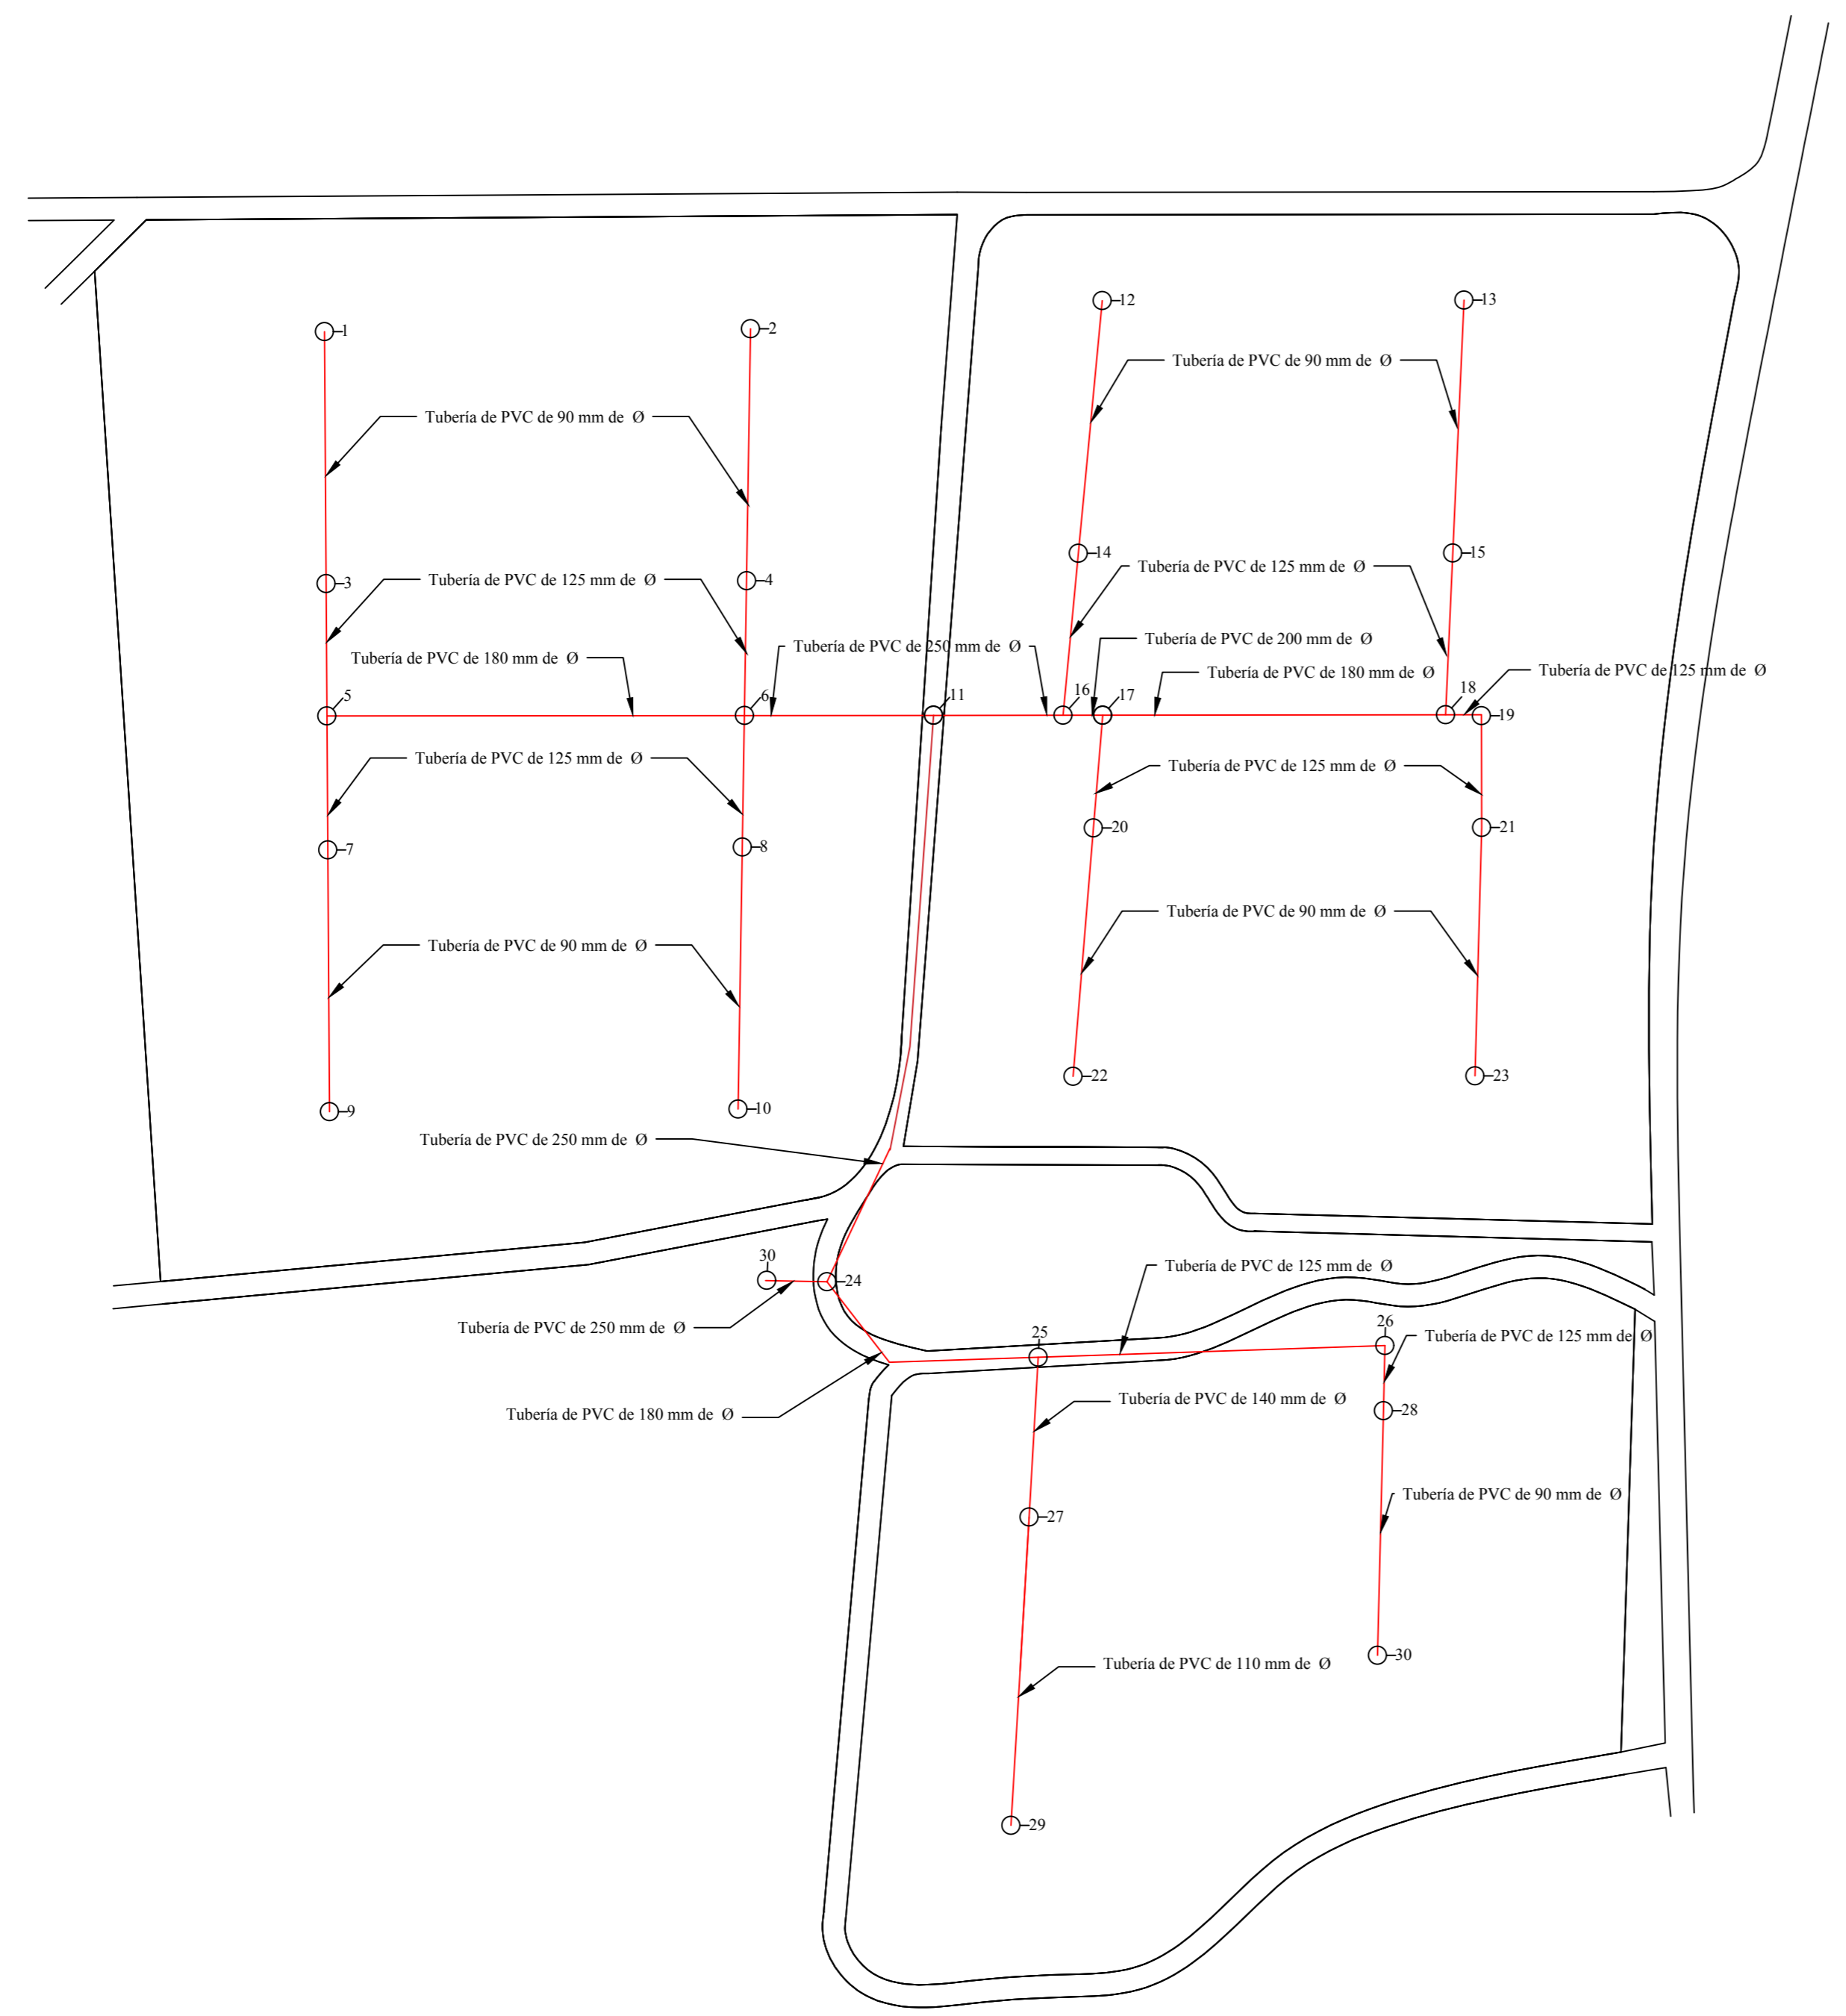 12
13
1
2
Tubería de PVC de 90 mm de Ø
Tubería de PVC de 90 mm de Ø
14
15
3
Tubería de PVC de 125 mm de Ø
4
Tubería de PVC de 125 mm de Ø
Tubería de PVC de 180 mm de Ø
Tubería de PVC de 250 mm de Ø
Tubería de PVC de 200 mm de Ø
Tubería de PVC de 180 mm de Ø
Tubería de PVC de 125 mm de Ø
5
6
11
16
17
18
19
Tubería de PVC de 125 mm de Ø
Tubería de PVC de 125 mm de Ø
20
21
7
8
Tubería de PVC de 90 mm de Ø
Tubería de PVC de 90 mm de Ø
22
23
9
10
Tubería de PVC de 250 mm de Ø
30
24
Tubería de PVC de 125 mm de Ø
Tubería de PVC de 250 mm de Ø
25
26
Tubería de PVC de 125 mm de Ø
Tubería de PVC de 140 mm de Ø
Tubería de PVC de 180 mm de Ø
28
Tubería de PVC de 90 mm de Ø
27
30
Tubería de PVC de 110 mm de Ø
29